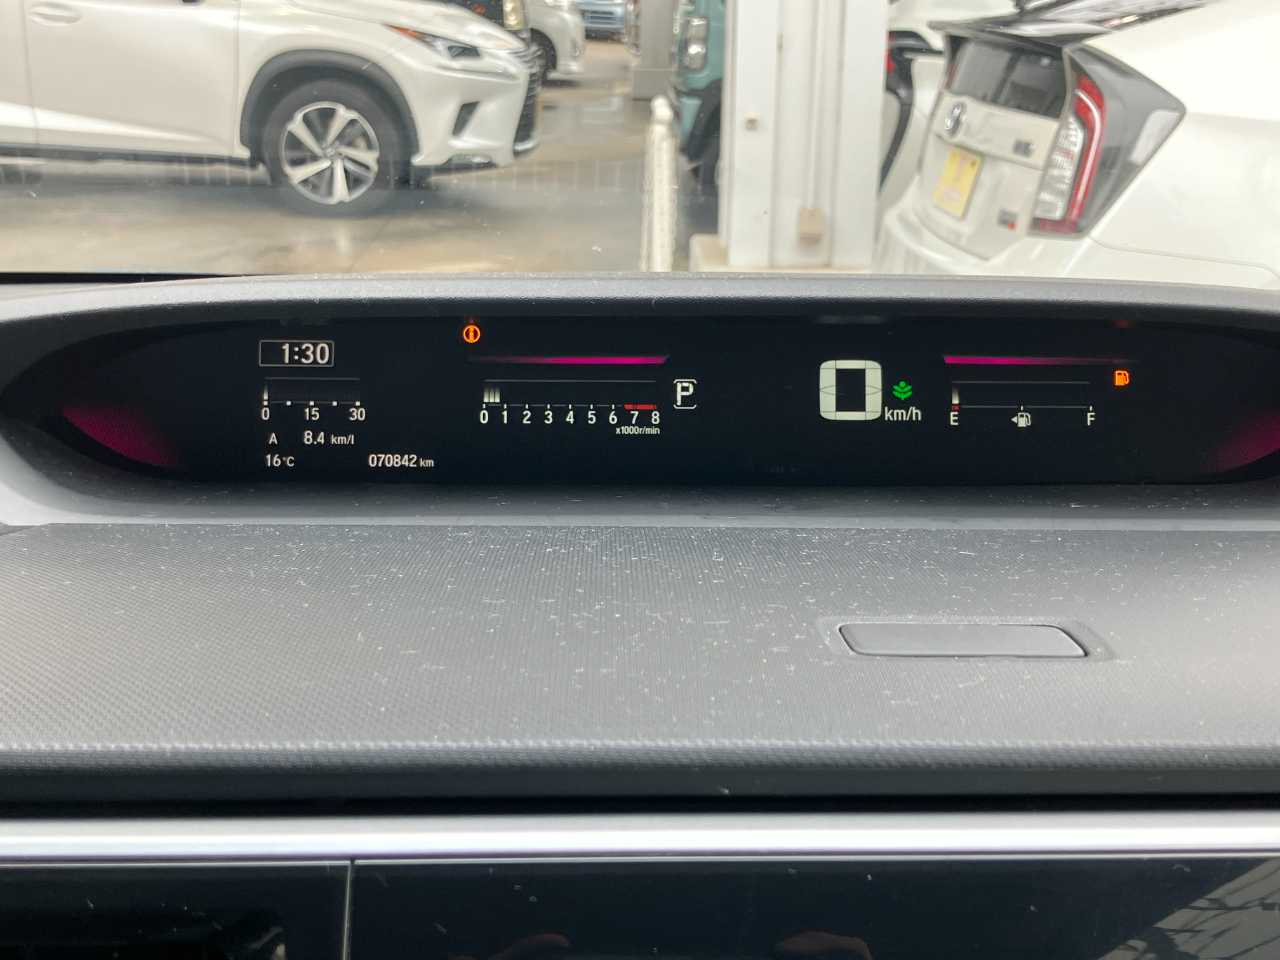 1:30
0 15 30
A 8.4 km/l
16°C 070842 km
0 1 2 3 4 5 6 7 8
x1000r/min
P
0 km/h
E F